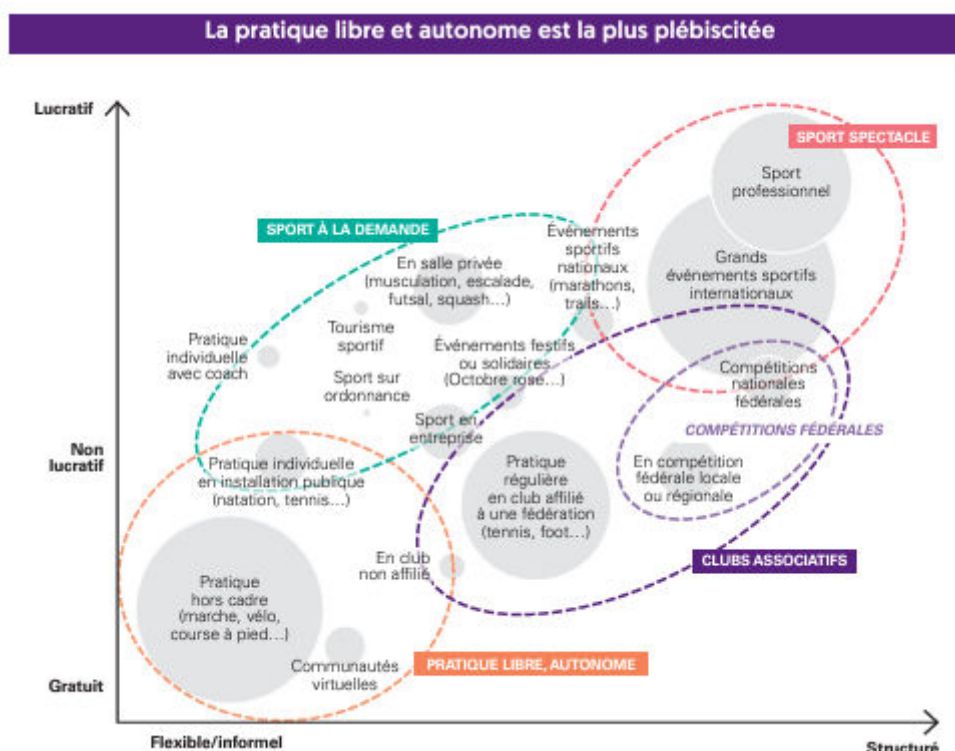 La pratique libre et autonome est la plus plébiscitée
Lucratif
SPORT SPECTACLE
Sport
professionnel
SPORT À LA DEMANDE
Événements
sportifs
nationaux
(marathons,
trails...)
Grands
événements sportifs
internationaux
En salle privée
(musculation, escalade,
futsal, squash...)
Tourisme
sportif
Pratique
individuelle
avec coach
Événements festifs
ou solidaires
(Octobre rose...)
Sport sur
ordonnance
Compétitions
nationales
fédérales
Sport en
entreprise
COMPÉTITIONS FÉDÉRALES
Non
lucratif
Pratique individuelle
en installation publique
(natation, tennis...)
Pratique
régulière
en club affilié
à une fédération
(tennis, foot...)
En compétition
fédérale locale
ou régionale
En club
non affilié
CLUBS ASSOCIATIFS
Pratique
hors cadre
(marche, vélo,
course à pied...)
Communautés
virtuelles
PRATIQUE LIBRE, AUTONOME
Gratuit
Flexible/informel
Structuré